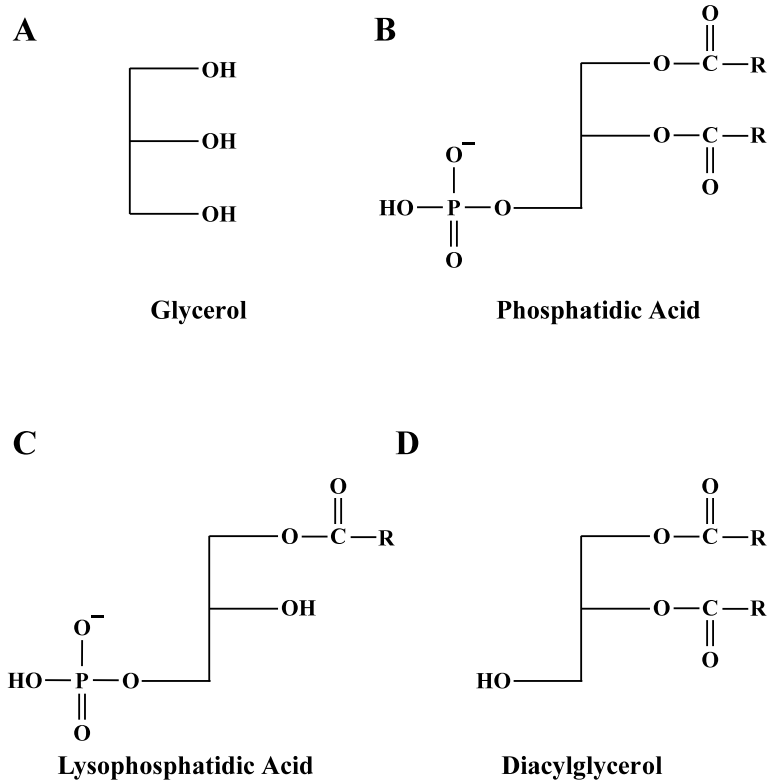 A
OH
OH
OH
Glycerol
B
O
O C R
O C R
O
O−
HO P O
O
Phosphatidic Acid
C
O
O C R
OH
O−
HO P O
O
Lysophosphatidic Acid
D
O
O C R
O C R
O
HO
Diacylglycerol